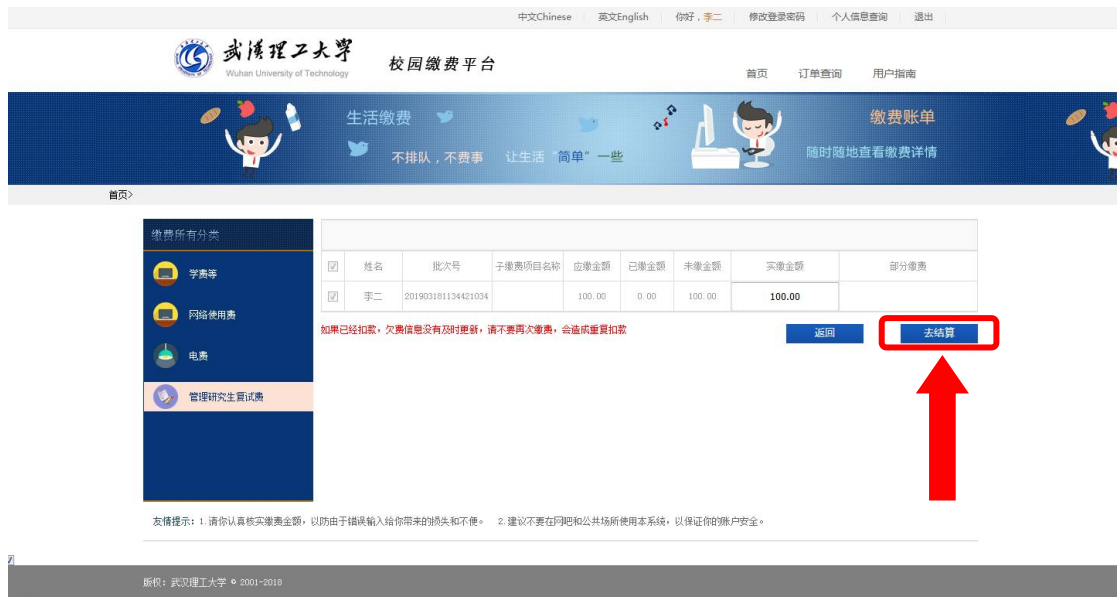 中文Chinese 英文English 你好，李二 修改登录密码 个人信息查询 退出
武汉理工大学
Wuhan University of Technology
校园缴费平台
首页 订单查询 用户指南
生活缴费
不排队，不费事 让生活“简单”一些
缴费账单
随时随地查看缴费详情
首页>
缴费所有分类
学费等
网络使用费
电费
管理研究生复试费
姓名 批次号 子缴费项目名称 应缴金额 已缴金额 未缴金额 实缴金额 部分缴费
李二 201903181134421034 100.00 0.00 100.00 100.00
如果已经扣款，欠费信息没有及时更新，请不要再次缴费，会造成重复扣款
返回 去结算
友情提示：1.请你认真核实缴费金额，以防由于错误输入给你带来的损失和不便。 2.建议不要在网吧和公共场所使用本系统，以保证你的账户安全。
版权：武汉理工大学 © 2001-2018